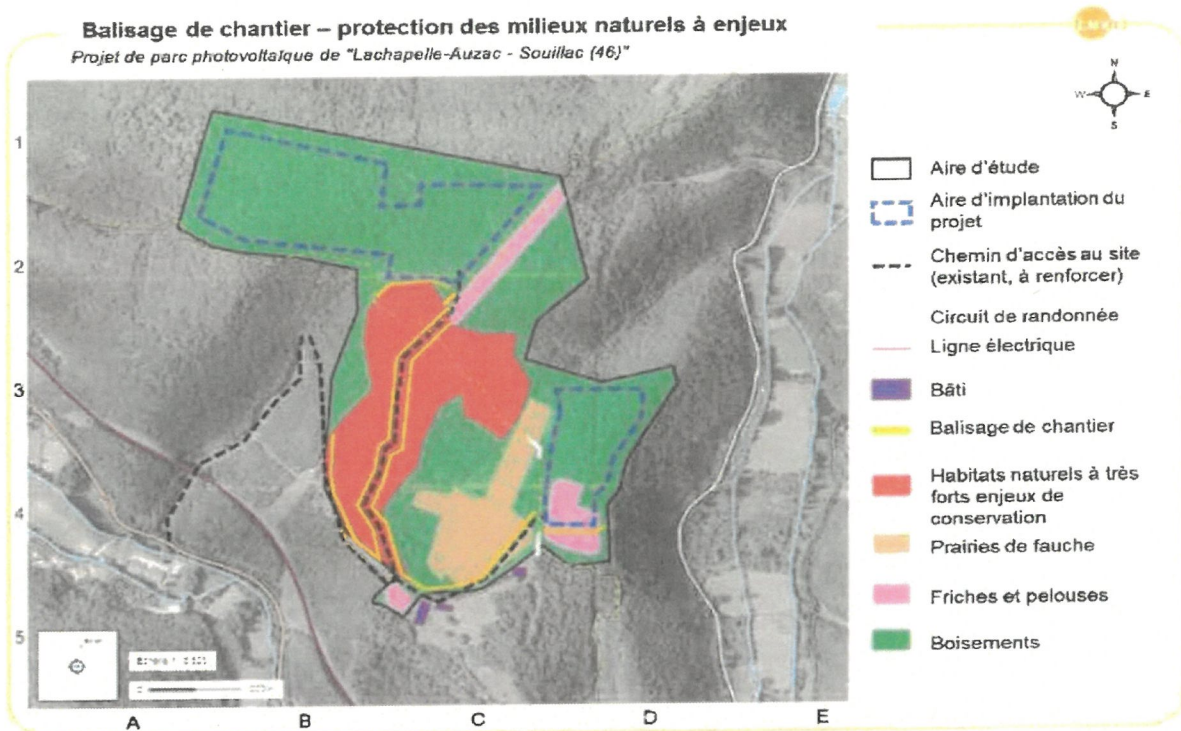 Balisage de chantier – protection des milieux naturels à enjeux
Projet de parc photovoltaïque de "Lachapelle-Auzac - Souillac (46)"
N
W
E
S
1
2
3
4
5
A
B
C
D
E
Aire d'étude
Aire d'implantation du
projet
Chemin d'accès au site
(existant, à renforcer)
Circuit de randonnée
Ligne électrique
Bâti
Balisage de chantier
Habitats naturels à très
forts enjeux de
conservation
Prairies de fauche
Friches et pelouses
Boisements